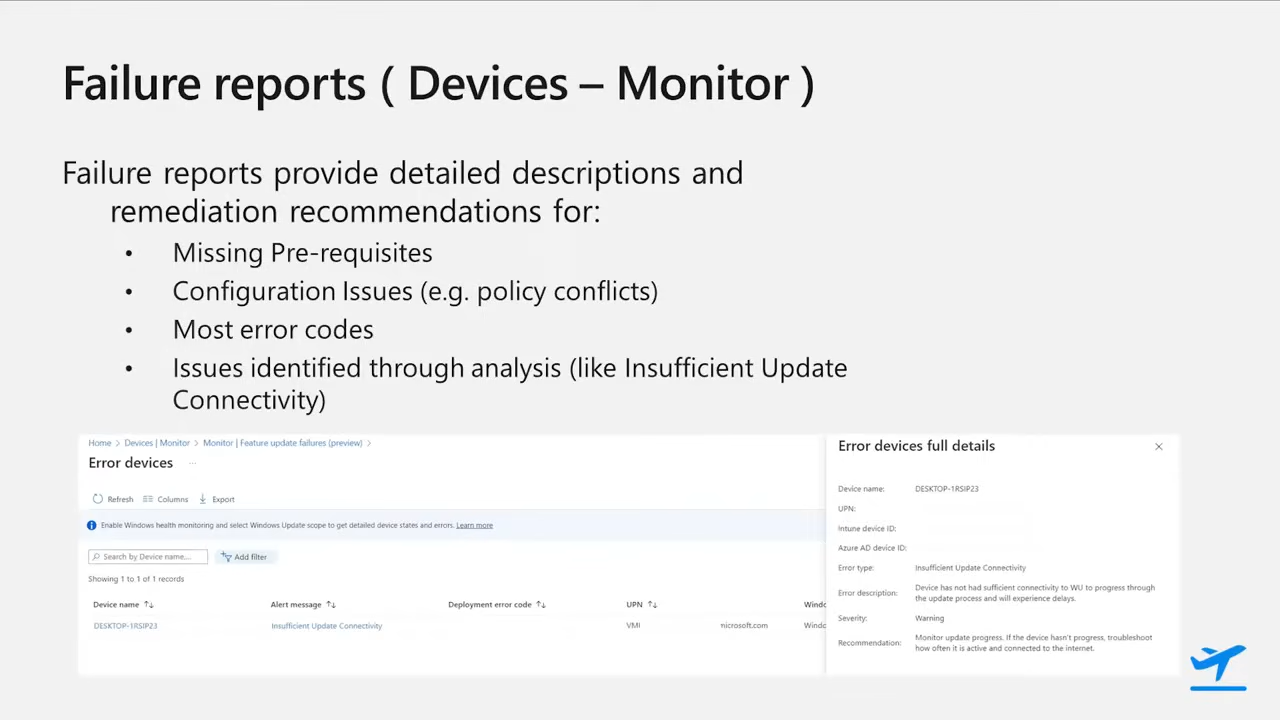 Failure reports ( Devices – Monitor )
Failure reports provide detailed descriptions and
remediation recommendations for:
• Missing Pre-requisites
• Configuration Issues (e.g. policy conflicts)
• Most error codes
• Issues identified through analysis (like Insufficient Update
Connectivity)
Home > Devices | Monitor > Monitor | Feature update failures (preview) >
Error devices ...
Refresh Columns Export
Enable Windows health monitoring and select Windows Update scope to get detailed device states and errors. Learn more
Search by Device name.... Add filter
Showing 1 to 1 of 1 records
Device name Alert message Deployment error code UPN Windo
DESKTOP-1RSIP23 Insufficient Update Connectivity VMI microsoft.com Windo
Error devices full details
Device name: DESKTOP-1RSIP23
UPN:
Intune device ID:
Azure AD device ID:
Error type: Insufficient Update Connectivity
Error description: Device has not had sufficient connectivity to WU to progress through
the update process and will experience delays.
Severity: Warning
Recommendation: Monitor update progress. If the device hasn't progress, troubleshoot
how often it is active and connected to the internet.